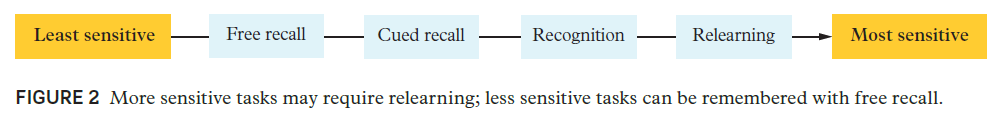 Least sensitive Free recall Cued recall Recognition Relearning Most sensitive
FIGURE 2 More sensitive tasks may require relearning; less sensitive tasks can be remembered with free recall.